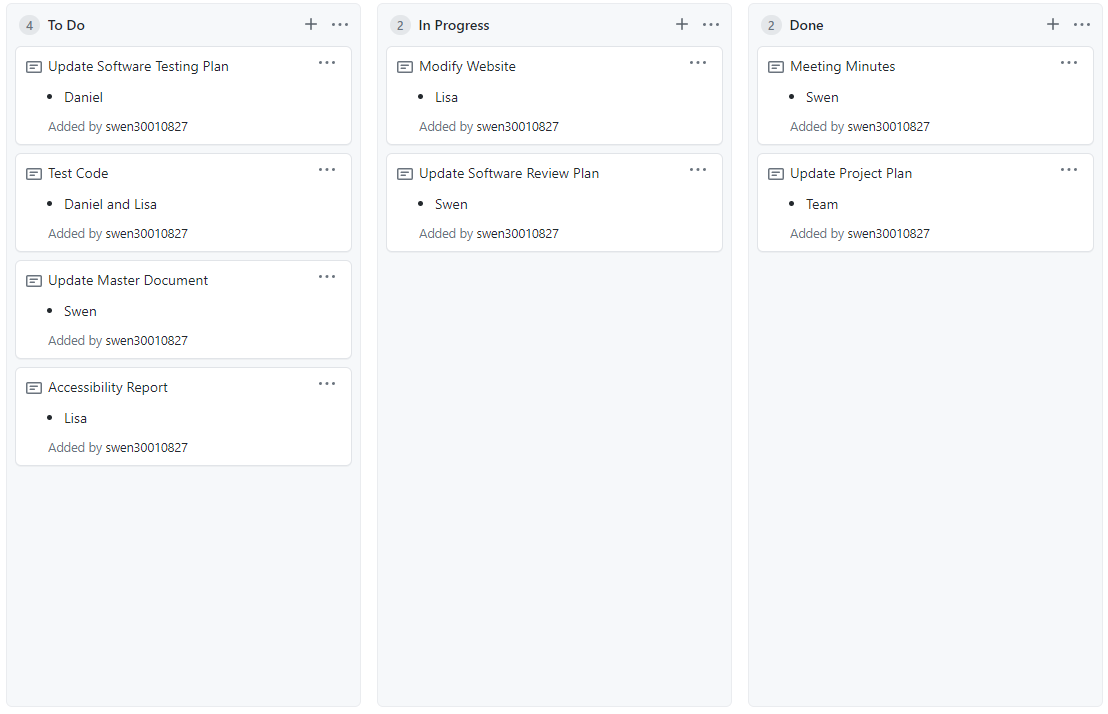 4 To Do
Update Software Testing Plan
Daniel
Added by swen30010827
Test Code
Daniel and Lisa
Added by swen30010827
Update Master Document
Swen
Added by swen30010827
Accessibility Report
Lisa
Added by swen30010827
2 In Progress
Modify Website
Lisa
Added by swen30010827
Update Software Review Plan
Swen
Added by swen30010827
2 Done
Meeting Minutes
Swen
Added by swen30010827
Update Project Plan
Team
Added by swen30010827